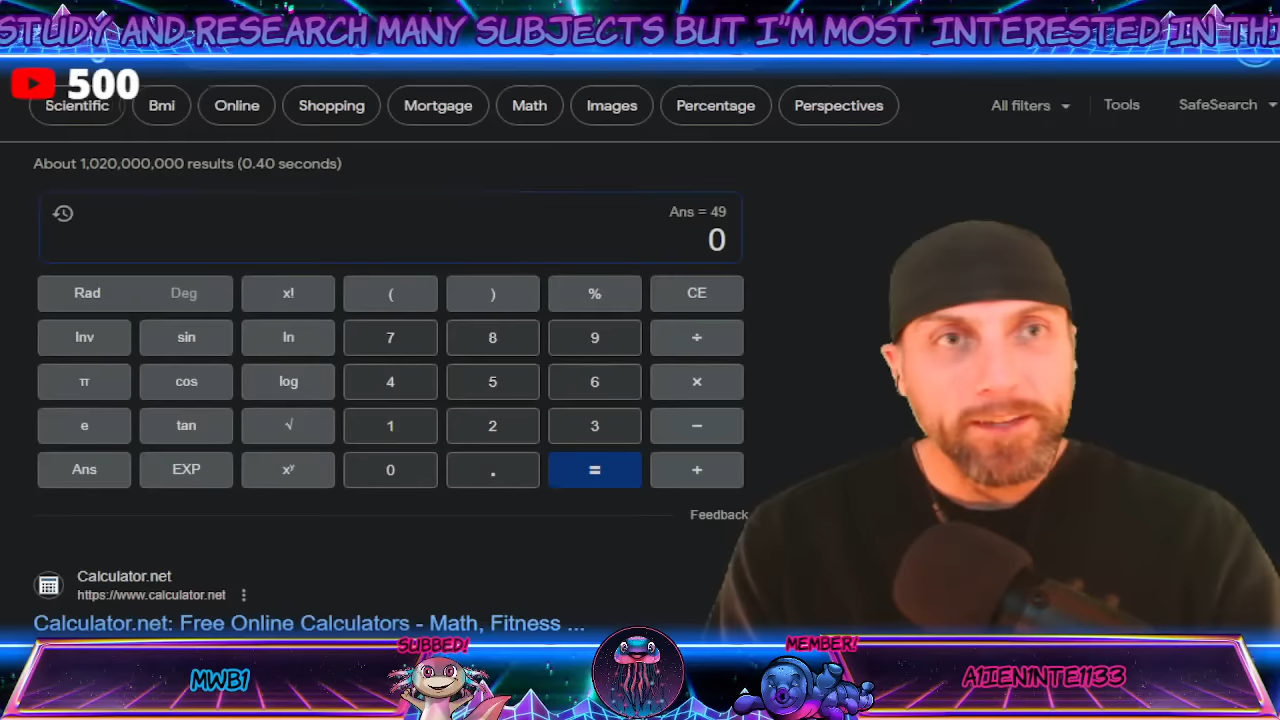 STUDY AND RESEARCH MANY SUBJECTS BUT I"M MOST INTERESTED IN THI
500
Scientific Bmi Online Shopping Mortgage Math Images Percentage Perspectives All filters Tools SafeSearch
About 1,020,000,000 results (0.40 seconds)
Ans = 49
0
Rad Deg x! ( ) % CE
Inv sin ln 7 8 9 ÷
π cos log 4 5 6 ×
e tan √ 1 2 3 −
Ans EXP xʸ 0 . = +
Feedback
Calculator.net
https://www.calculator.net
Calculator.net: Free Online Calculators - Math, Fitness ...
SUBBED! MEMBER!
MWB1 A1IEN1NTE1133